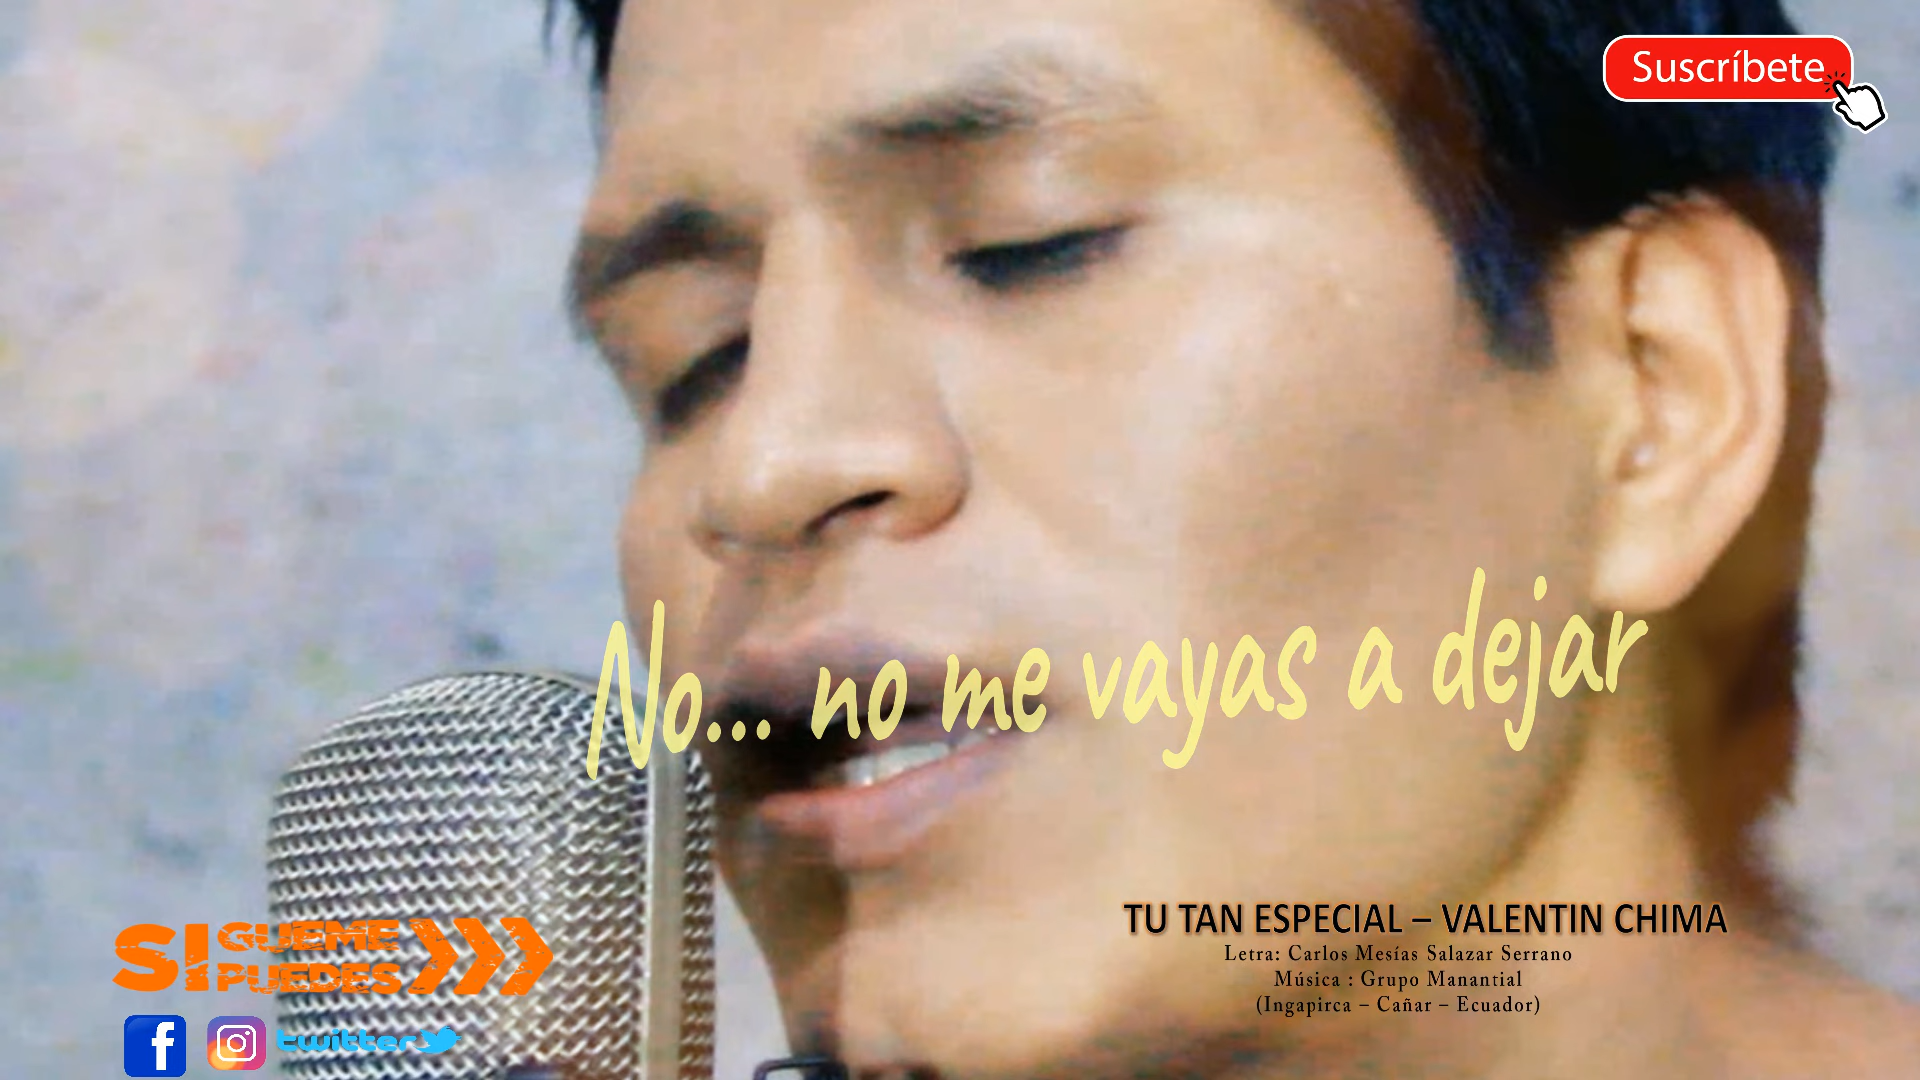 Suscríbete
No... no me vayas a dejar
TU TAN ESPECIAL – VALENTIN CHIMA
Letra: Carlos Mesías Salazar Serrano
Música : Grupo Manantial
(Ingapirca – Cañar – Ecuador)
SIGUEME
PUEDES
twitter